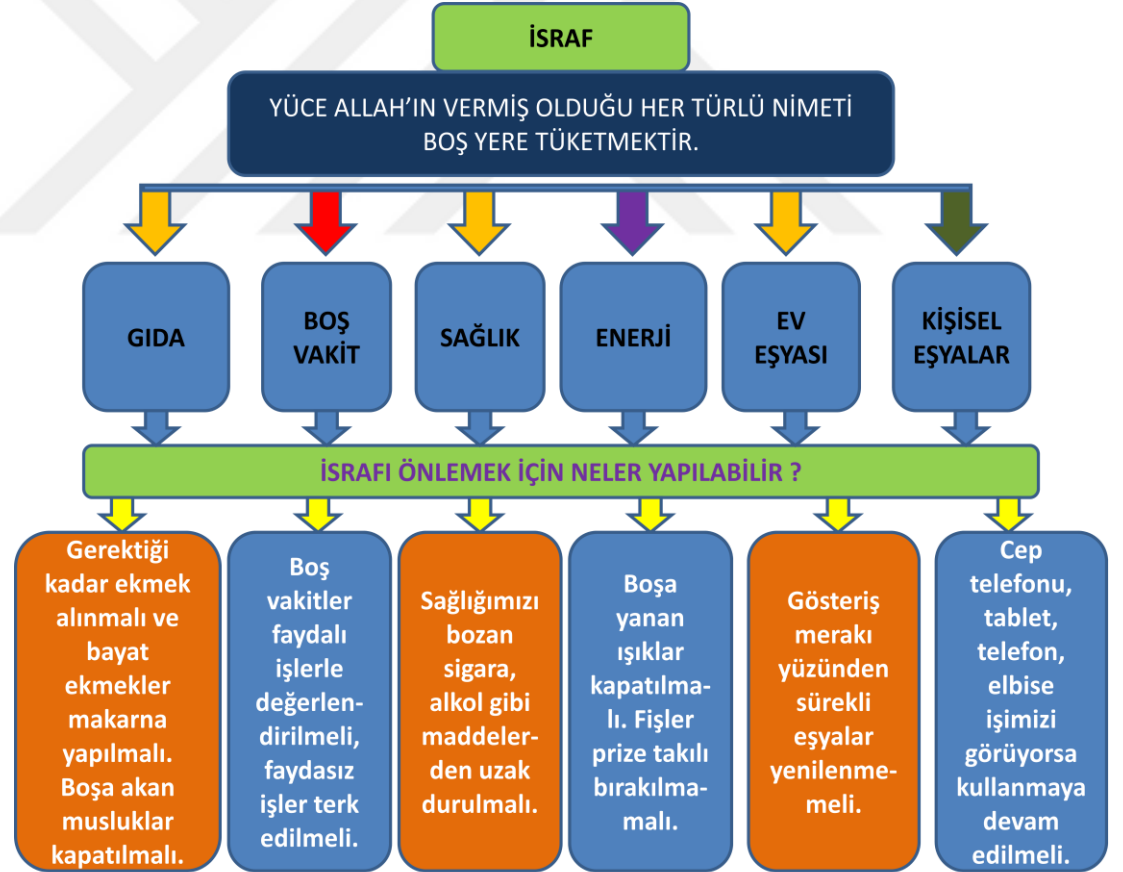 İSRAF
YÜCE ALLAH'IN VERMİŞ OLDUĞU HER TÜRLÜ NİMETİ
BOŞ YERE TÜKETMEKTİR.
GIDA
BOŞ
VAKİT
SAĞLIK
ENERJİ
EV
EŞYASI
KİŞİSEL
EŞYALAR
İSRAFI ÖNLEMEK İÇİN NELER YAPILABİLİR ?
Gerektiği
kadar ekmek
alınmalı ve
bayat
ekmekler
makarna
yapılmalı.
Boşa akan
musluklar
kapatılmalı.
Boş
vakitler
faydalı
işlerle
değerlen-
dirilmeli,
faydasız
işler terk
edilmeli.
Sağlığımızı
bozan
sigara,
alkol gibi
maddeler-
den uzak
durulmalı.
Boşa
yanan
ışıklar
kapatılma-
lı. Fişler
prize takılı
bırakılma-
malı.
Gösteriş
merakı
yüzünden
sürekli
eşyalar
yenilenme-
meli.
Cep
telefonu,
tablet,
telefon,
elbise
işimizi
görüyorsa
kullanmaya
devam
edilmeli.